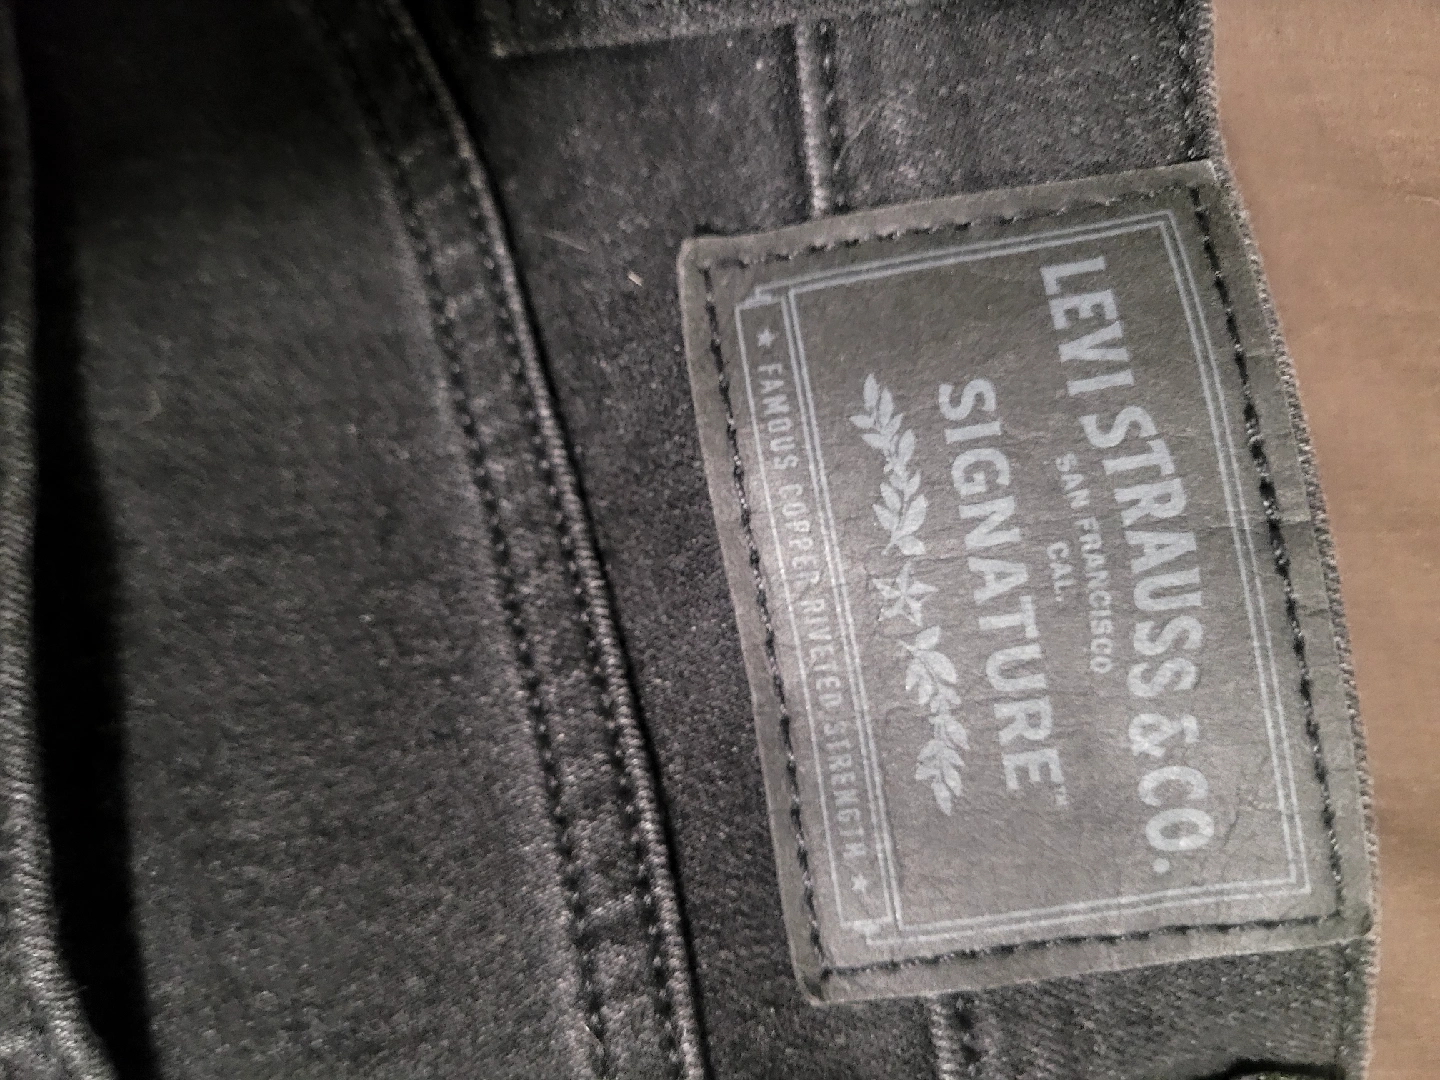 LEVI STRAUSS & CO.
SAN FRANCISCO
CAL.
SIGNATURE™
★ FAMOUS COPPER RIVETED STRENGTH ★